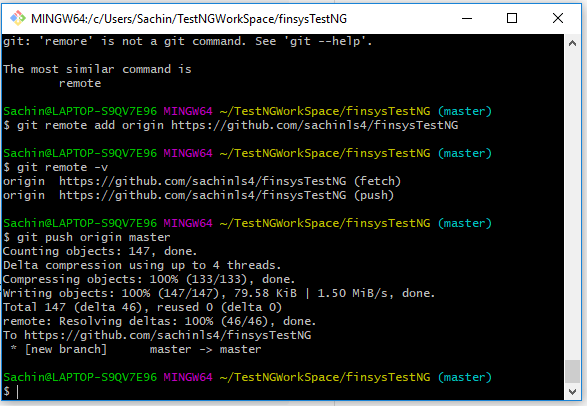 MINGW64:/c/Users/Sachin/TestNGWorkSpace/finsysTestNG
git: 'remore' is not a git command. See 'git --help'.
The most similar command is
remote
Sachin@LAPTOP-S9QV7E96 MINGW64 ~/TestNGWorkSpace/finsysTestNG (master)
$ git remote add origin https://github.com/sachinls4/finsysTestNG
Sachin@LAPTOP-S9QV7E96 MINGW64 ~/TestNGWorkSpace/finsysTestNG (master)
$ git remote -v
origin  https://github.com/sachinls4/finsysTestNG (fetch)
origin  https://github.com/sachinls4/finsysTestNG (push)
Sachin@LAPTOP-S9QV7E96 MINGW64 ~/TestNGWorkSpace/finsysTestNG (master)
$ git push origin master
Counting objects: 147, done.
Delta compression using up to 4 threads.
Compressing objects: 100% (133/133), done.
Writing objects: 100% (147/147), 79.58 KiB | 1.50 MiB/s, done.
Total 147 (delta 46), reused 0 (delta 0)
remote: Resolving deltas: 100% (46/46), done.
To https://github.com/sachinls4/finsysTestNG
 * [new branch]      master -> master
Sachin@LAPTOP-S9QV7E96 MINGW64 ~/TestNGWorkSpace/finsysTestNG (master)
$